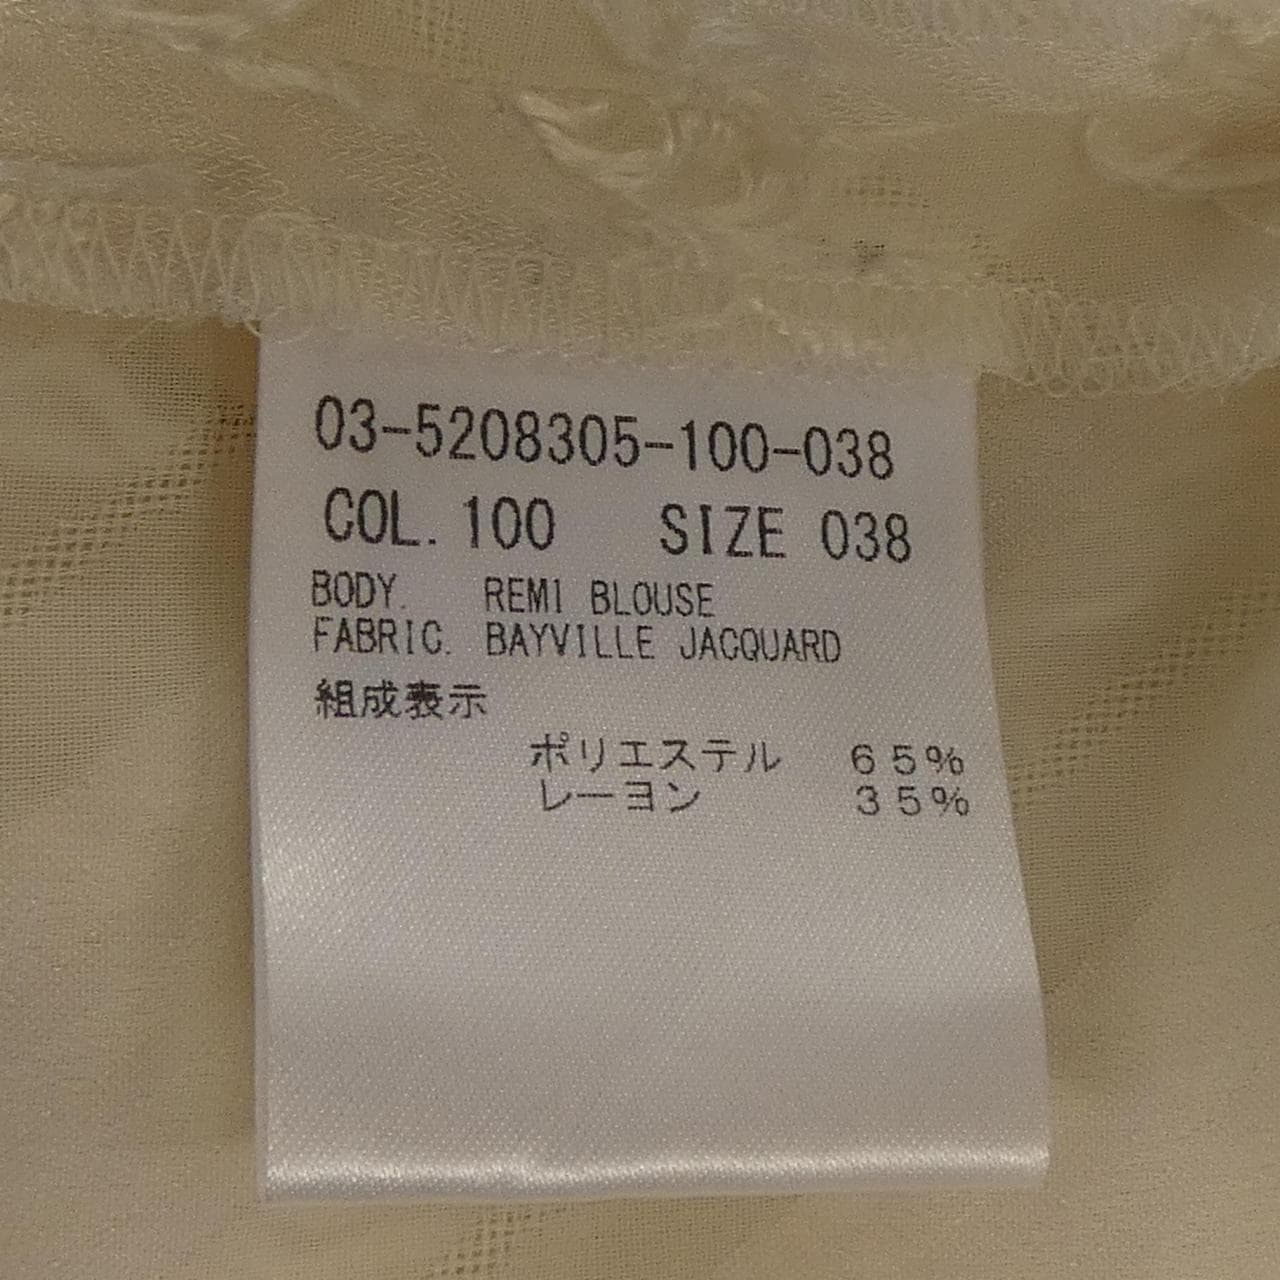 03-5208305-100-038
COL. 100 SIZE 038
BODY. REMI BLOUSE
FABRIC. BAYVILLE JACQUARD
組成表示
ポリエステル 65%
レーヨン 35%